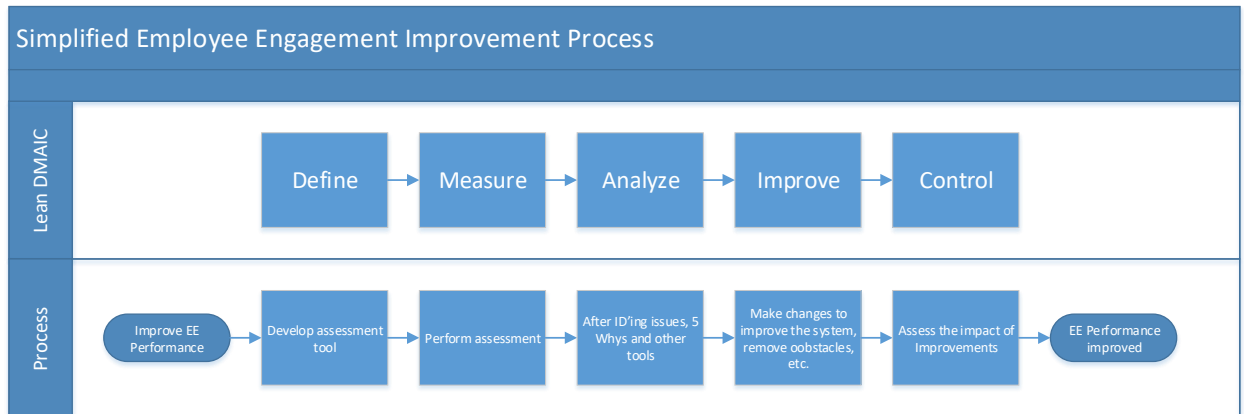 Simplified Employee Engagement Improvement Process
Lean DMAIC
Define
Measure
Analyze
Improve
Control
Process
Improve EE
Performance
Develop assessment
tool
Perform assessment
After ID'ing issues, 5
Whys and other
tools
Make changes to
improve the system,
remove oobstacles,
etc.
Assess the impact of
Improvements
EE Performance
improved